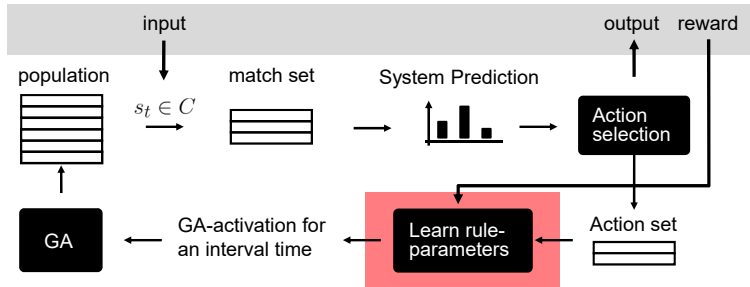 input
output
reward
population
match set
System Prediction
s_t ∈ C
Action
selection
GA
GA-activation for
an interval time
Learn rule-
parameters
Action set